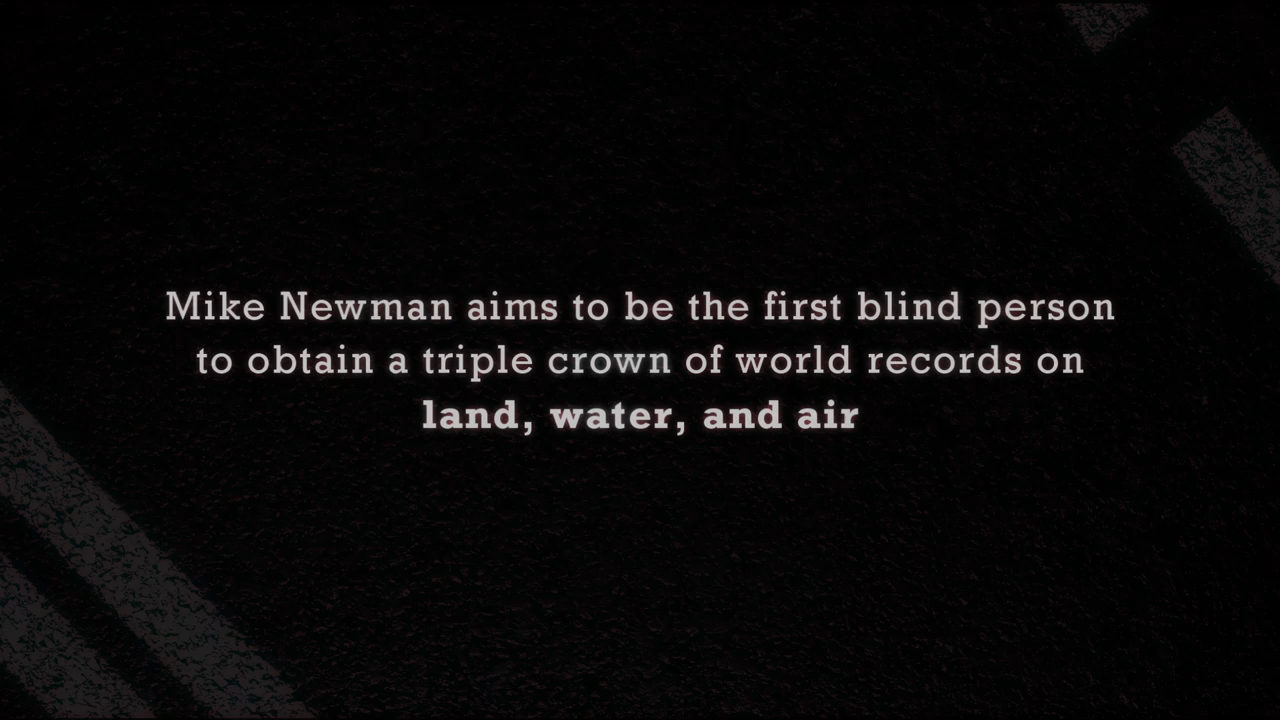 Mike Newman aims to be the first blind person
to obtain a triple crown of world records on
land, water, and air